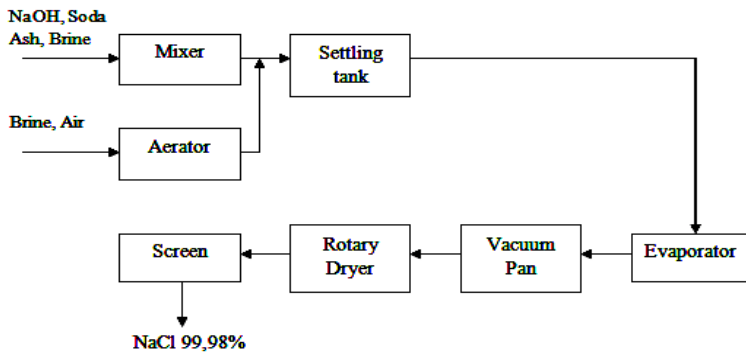 NaOH, Soda
Ash, Brine
Mixer
Settling
tank
Brine, Air
Aerator
Screen
Rotary
Dryer
Vacuum
Pan
Evaporator
NaCl 99,98%